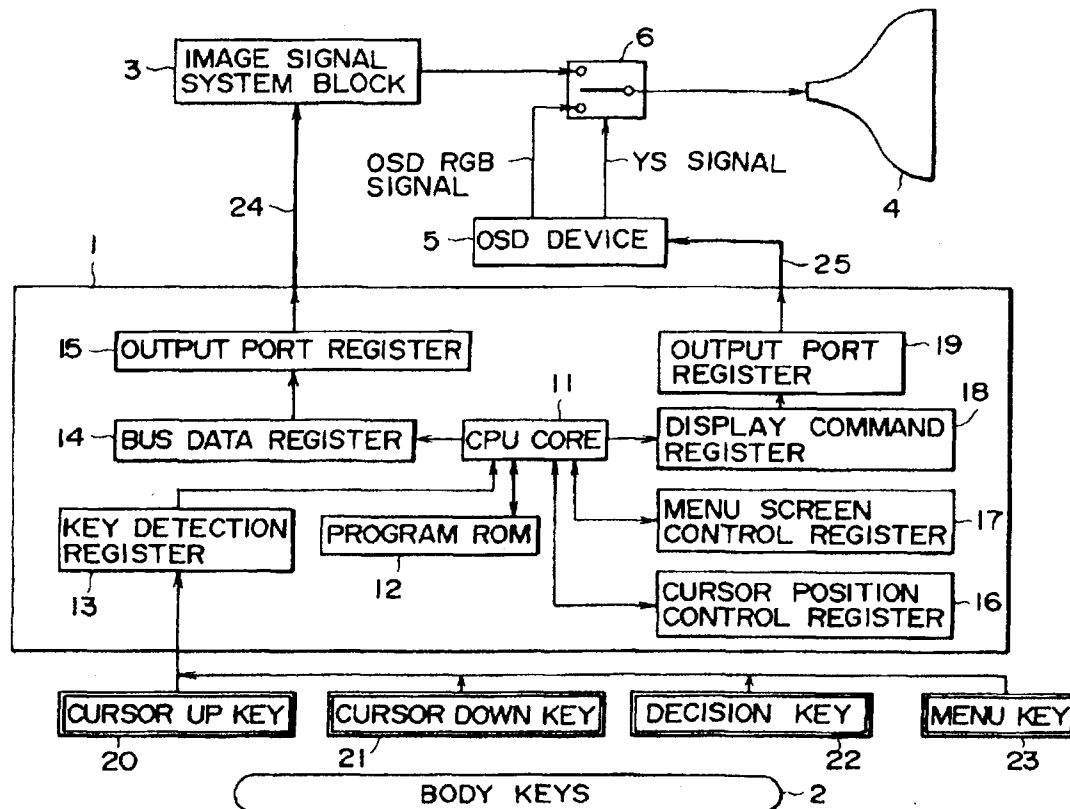 3
IMAGE SIGNAL
SYSTEM BLOCK
6
OSD RGB
SIGNAL
YS SIGNAL
4
24
5
OSD DEVICE
25
1
15
OUTPUT PORT REGISTER
OUTPUT PORT
REGISTER
19
11
18
14
BUS DATA REGISTER
CPU CORE
DISPLAY COMMAND
REGISTER
KEY DETECTION
REGISTER
PROGRAM ROM
MENU SCREEN
CONTROL REGISTER
17
13
12
CURSOR POSITION
CONTROL REGISTER
16
CURSOR UP KEY
CURSOR DOWN KEY
DECISION KEY
MENU KEY
20
21
22
23
BODY KEYS
2